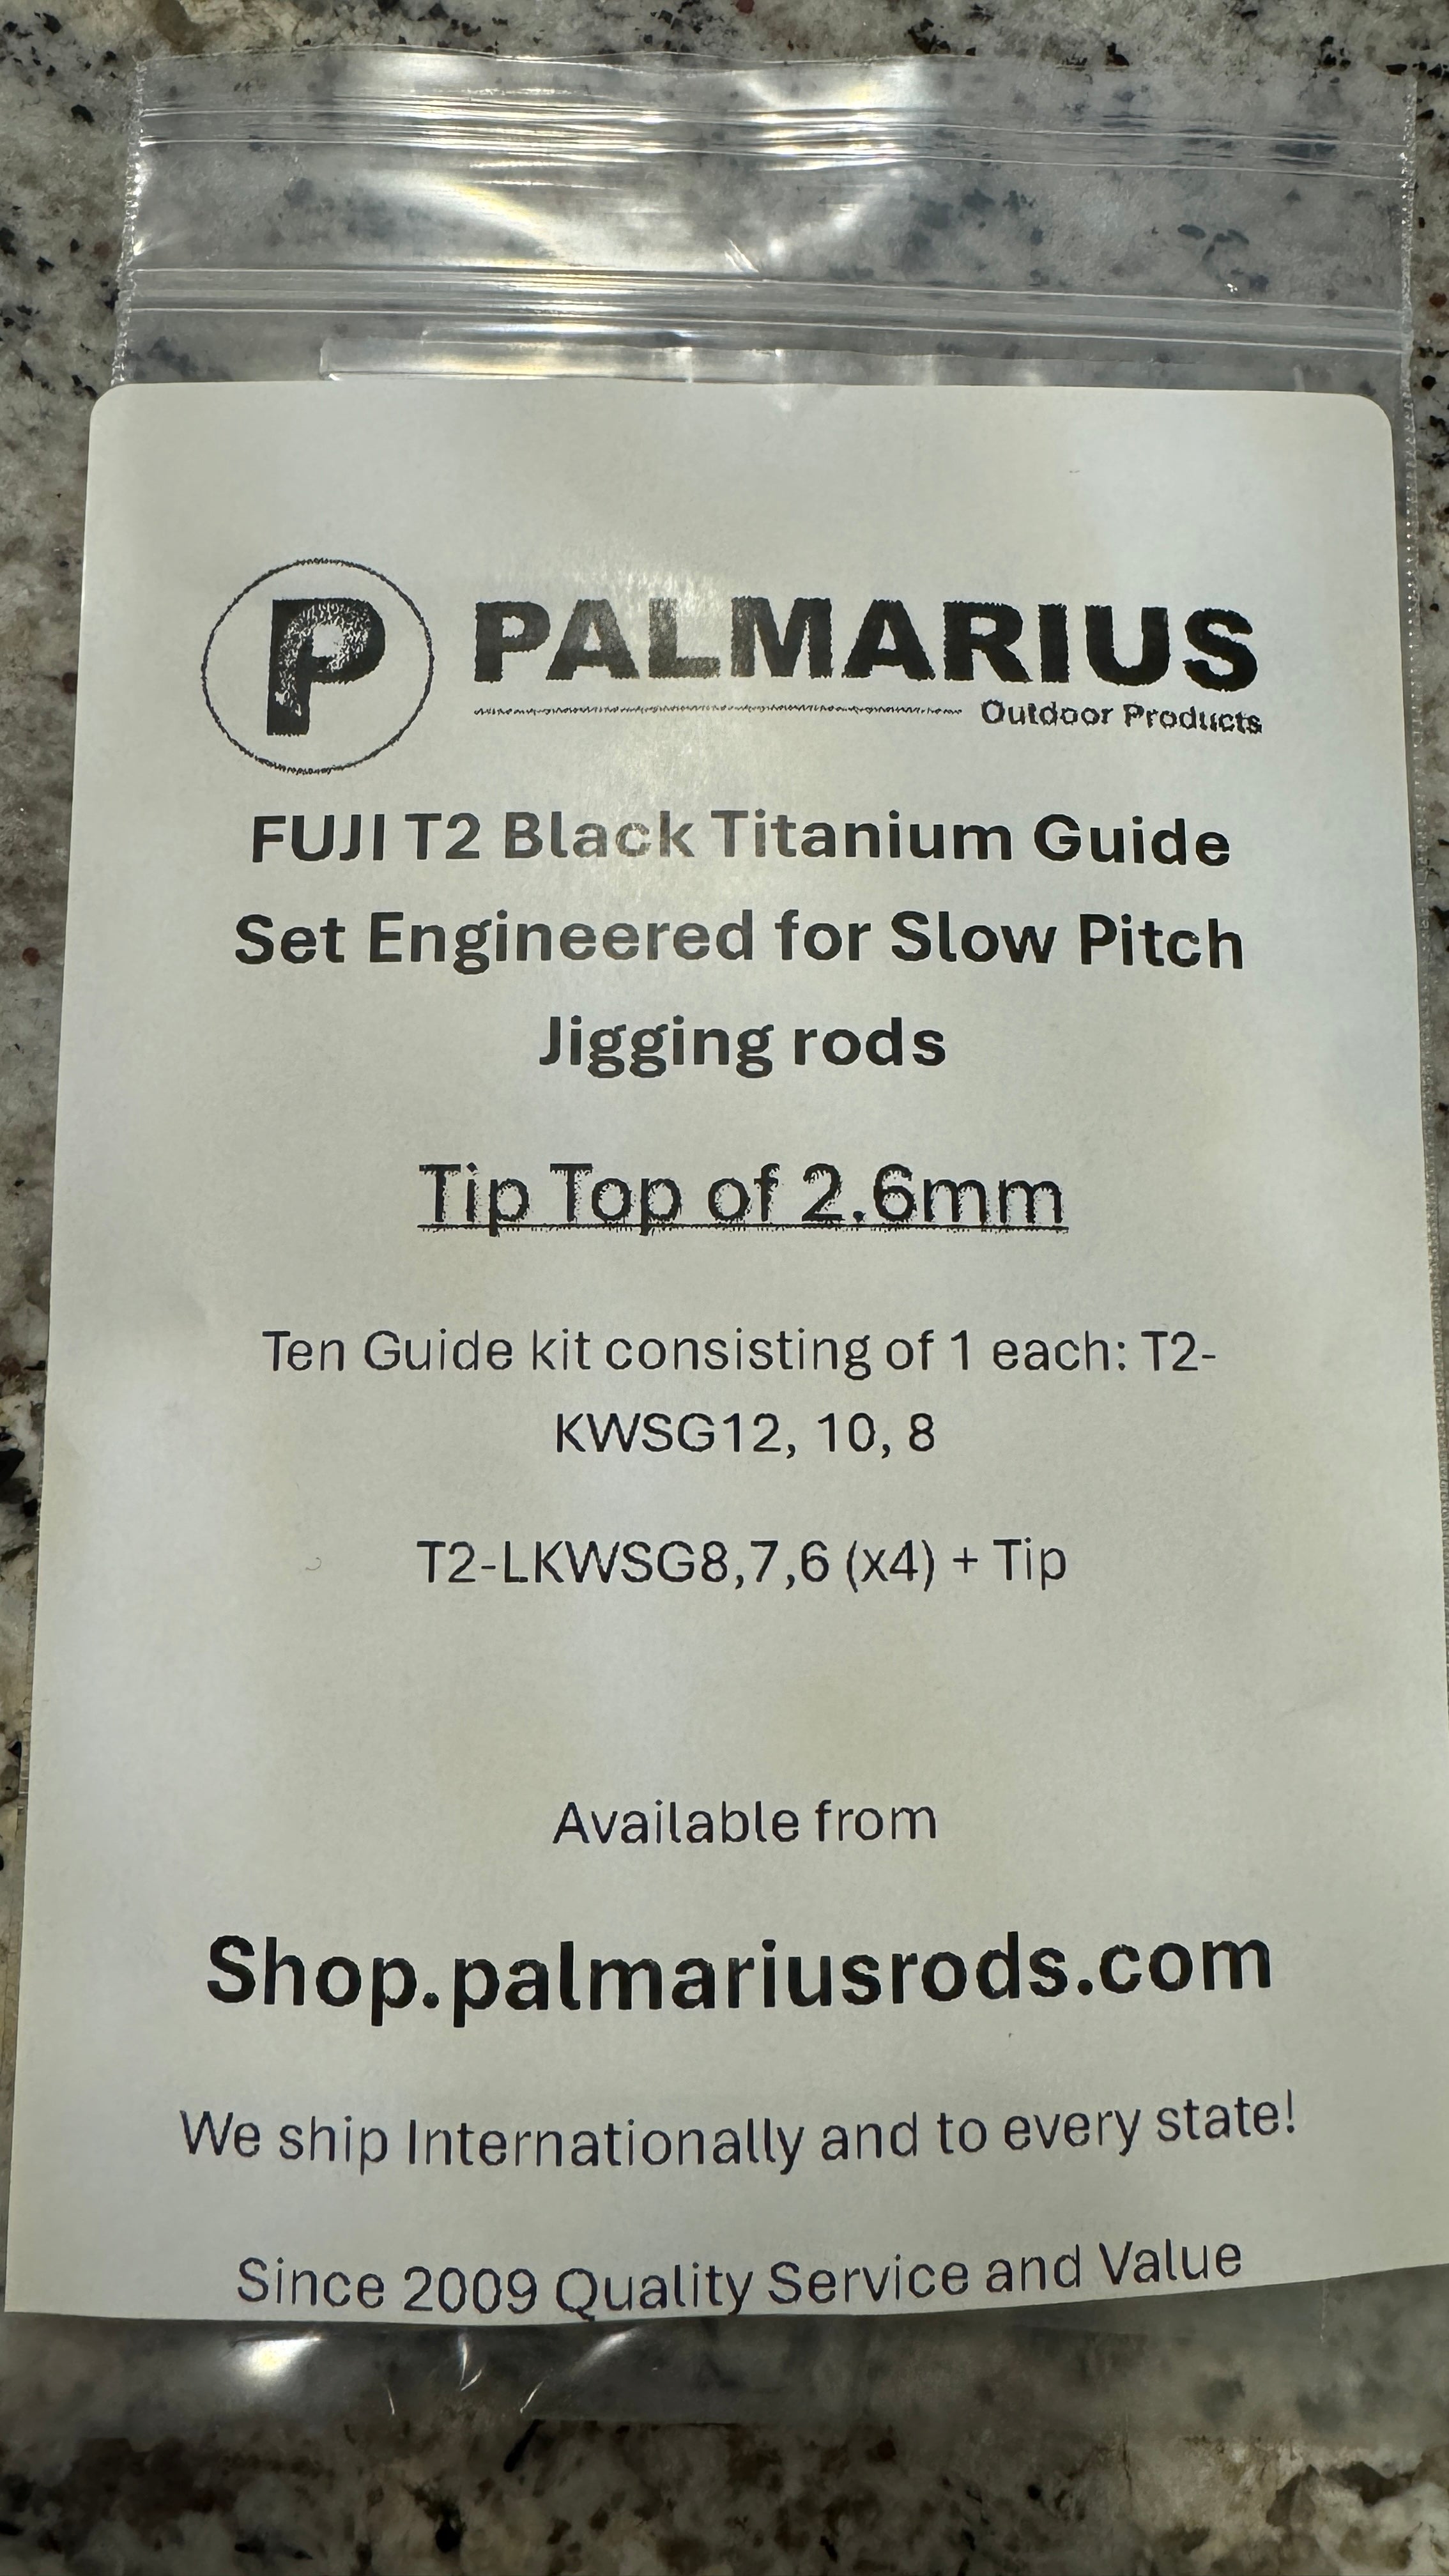 P PALMARIUS
Outdoor Products
FUJI T2 Black Titanium Guide
Set Engineered for Slow Pitch
Jigging rods
Tip Top of 2.6mm
Ten Guide kit consisting of 1 each: T2-
KWSG12, 10, 8
T2-LKWSG8,7,6 (x4) + Tip
Available from
Shop.palmariusrods.com
We ship Internationally and to every state!
Since 2009 Quality Service and Value